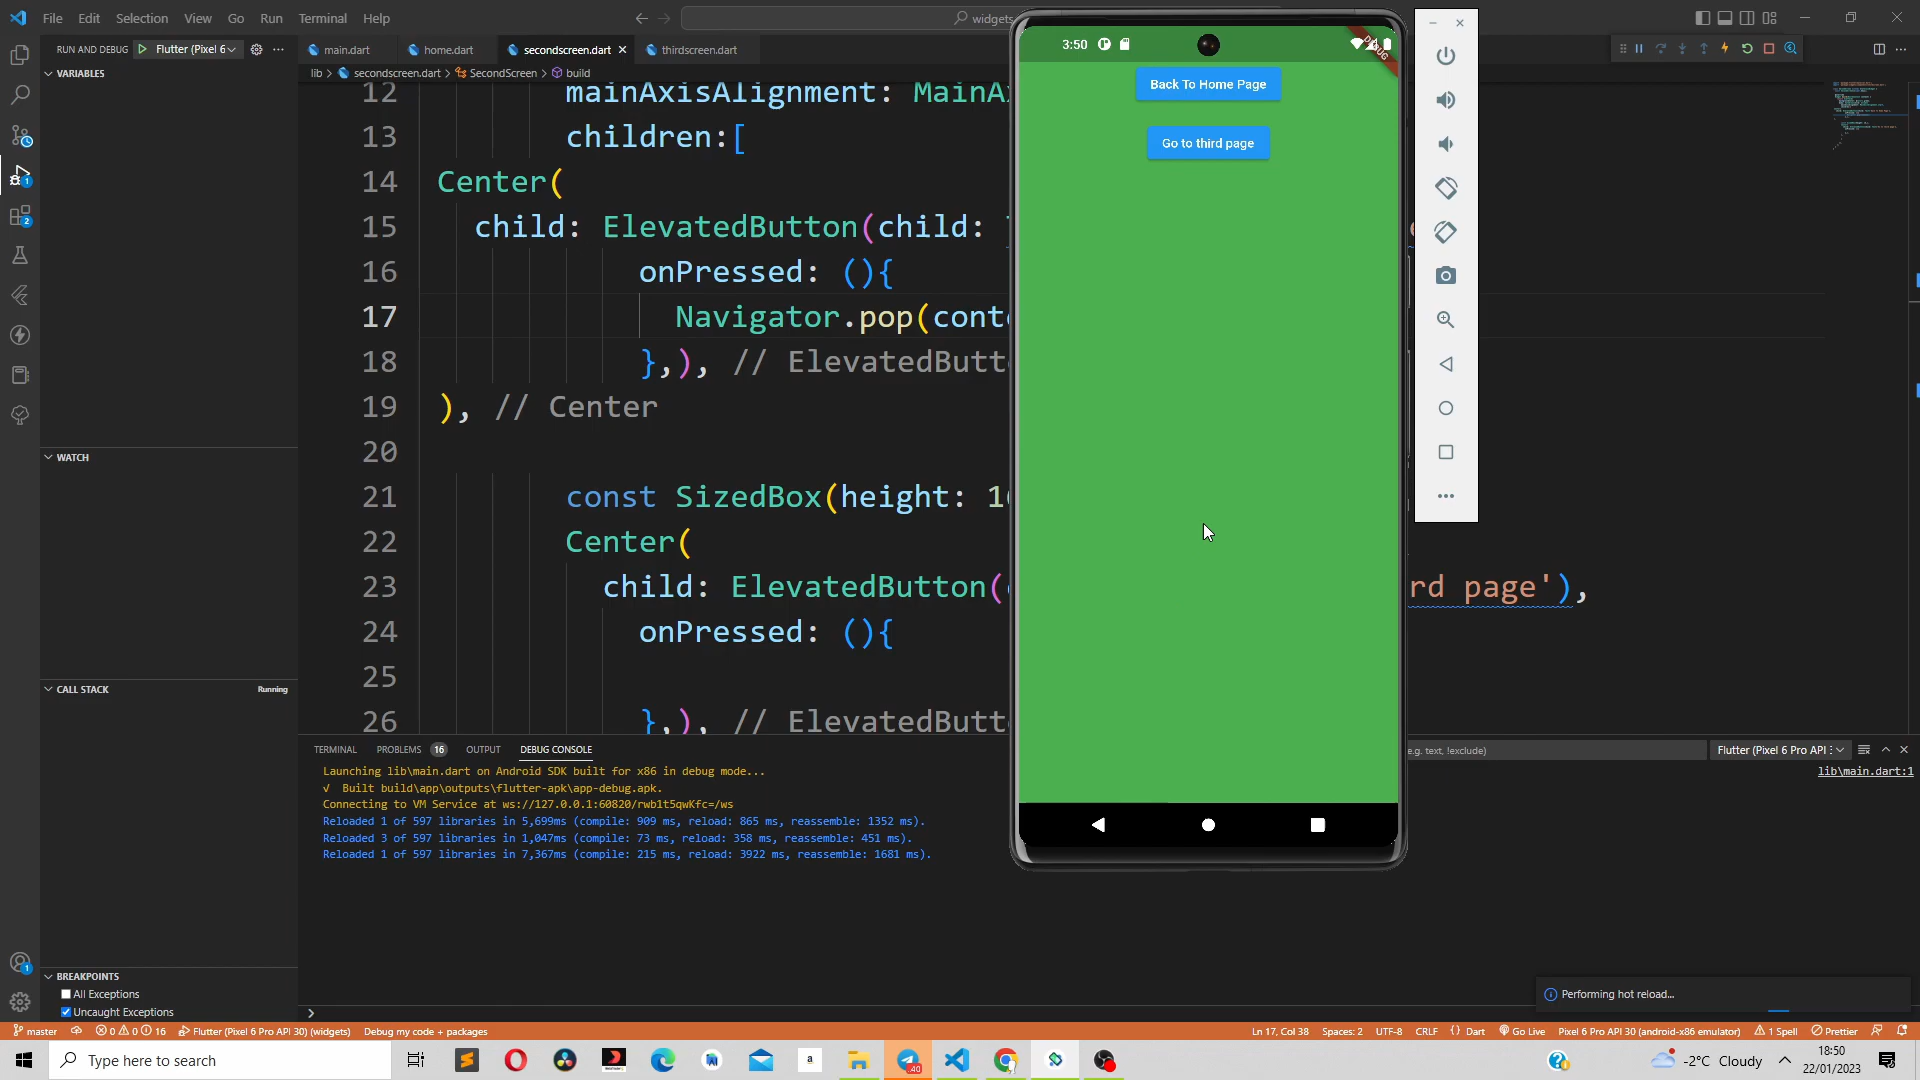 File Edit Selection View Go Run Terminal Help
widgets
RUN AND DEBUG Flutter (Pixel 6
main.dart home.dart secondscreen.dart thirdscreen.dart
lib > secondscreen.dart > SecondScreen > build
VARIABLES
WATCH
CALL STACK Running
BREAKPOINTS
All Exceptions
Uncaught Exceptions
12 mainAxisAlignment: MainAx
13 children:[
14 Center(
15 child: ElevatedButton(child:
16 onPressed: (){
17 Navigator.pop(conte
18 },), // ElevatedButt
19 ), // Center
20
21 const SizedBox(height: 1
22 Center(
23 child: ElevatedButton( rd page'),
24 onPressed: (){
25
26 },), // ElevatedButt
3:50
DEBUG
Back To Home Page
Go to third page
TERMINAL PROBLEMS 16 OUTPUT DEBUG CONSOLE
e.g. text, !exclude)
Flutter (Pixel 6 Pro API
Launching lib\main.dart on Android SDK built for x86 in debug mode...
lib\main.dart:1
√ Built build\app\outputs\flutter-apk\app-debug.apk.
Connecting to VM Service at ws://127.0.0.1:60820/rwb1t5qwKfc=/ws
Reloaded 1 of 597 libraries in 5,699ms (compile: 909 ms, reload: 865 ms, reassemble: 1352 ms).
Reloaded 3 of 597 libraries in 1,047ms (compile: 73 ms, reload: 358 ms, reassemble: 451 ms).
Reloaded 1 of 597 libraries in 7,367ms (compile: 215 ms, reload: 3922 ms, reassemble: 1681 ms).
Performing hot reload...
master 0 0 16 Flutter (Pixel 6 Pro API 30) (widgets) Debug my code + packages
Ln 17, Col 38 Spaces: 2 UTF-8 CRLF {} Dart Go Live Pixel 6 Pro API 30 (android-x86 emulator) 1 Spell Prettier
Type here to search
-2°C Cloudy
18:50
22/01/2023